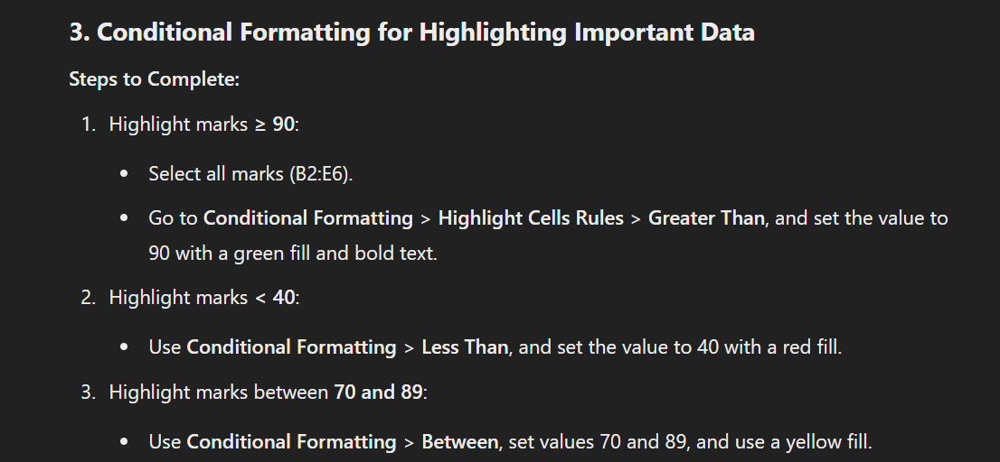 3. Conditional Formatting for Highlighting Important Data
Steps to Complete:
1. Highlight marks ≥ 90:
• Select all marks (B2:E6).
• Go to Conditional Formatting > Highlight Cells Rules > Greater Than, and set the value to
90 with a green fill and bold text.
2. Highlight marks < 40:
• Use Conditional Formatting > Less Than, and set the value to 40 with a red fill.
3. Highlight marks between 70 and 89:
• Use Conditional Formatting > Between, set values 70 and 89, and use a yellow fill.